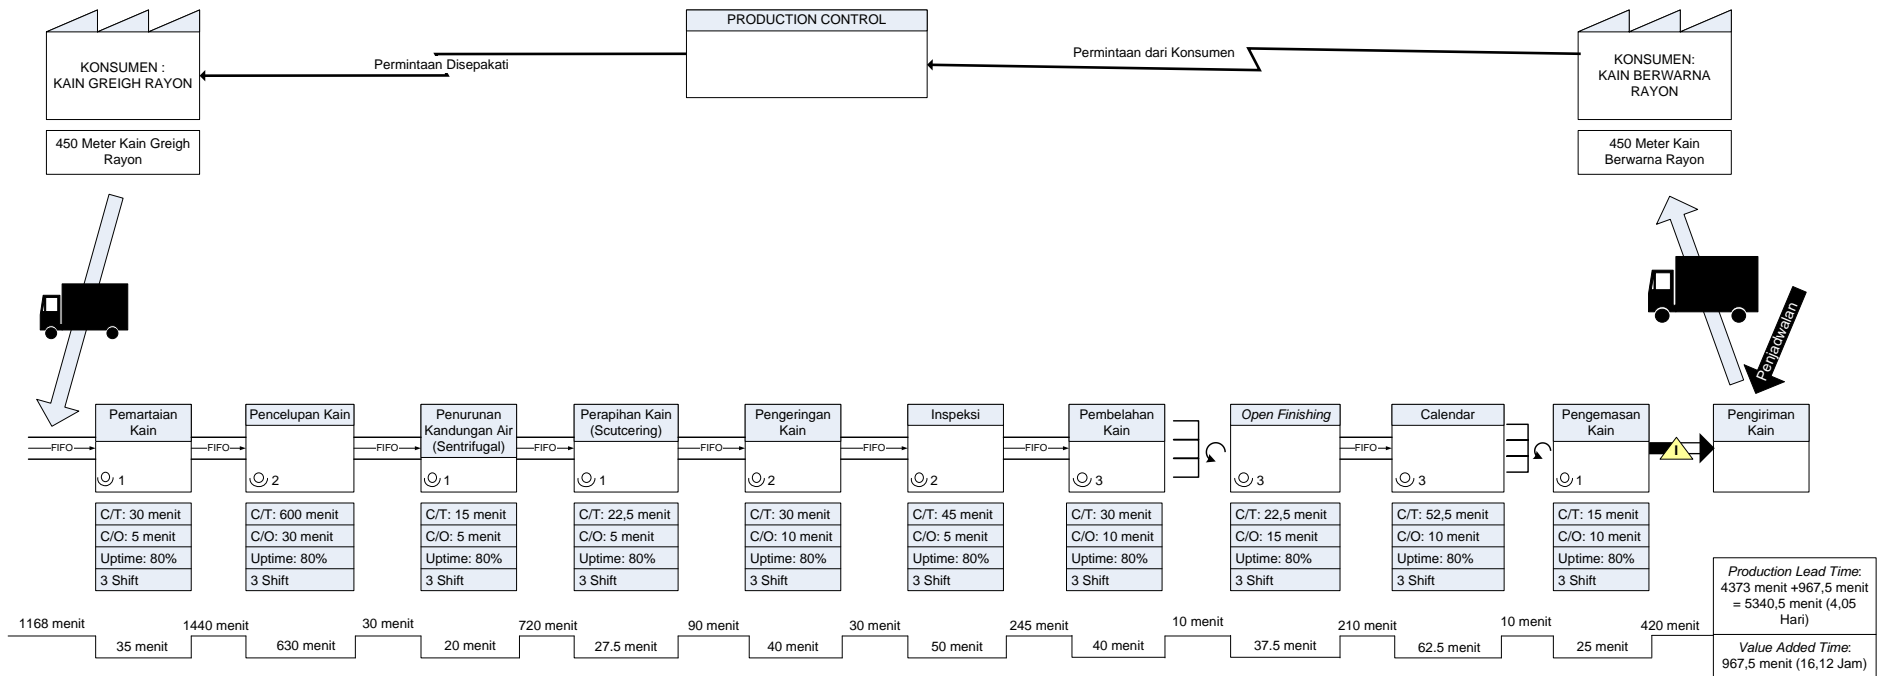 PRODUCTION CONTROL
KONSUMEN :
KAIN GREIGH RAYON
Permintaan Disepakati
Permintaan dari Konsumen
KONSUMEN:
KAIN BERWARNA
RAYON
450 Meter Kain Greigh
Rayon
450 Meter Kain
Berwarna Rayon
Penjadwalan
FIFO
Pemartaian
Kain
1
C/T: 30 menit
C/O: 5 menit
Uptime: 80%
3 Shift
FIFO
Pencelupan Kain
2
C/T: 600 menit
C/O: 30 menit
Uptime: 80%
3 Shift
FIFO
Penurunan
Kandungan Air
(Sentrifugal)
1
C/T: 15 menit
C/O: 5 menit
Uptime: 80%
3 Shift
FIFO
Perapihan Kain
(Scutcering)
1
C/T: 22,5 menit
C/O: 5 menit
Uptime: 80%
3 Shift
FIFO
Pengeringan
Kain
2
C/T: 30 menit
C/O: 10 menit
Uptime: 80%
3 Shift
FIFO
Inspeksi
2
C/T: 45 menit
C/O: 5 menit
Uptime: 80%
3 Shift
FIFO
Pembelahan
Kain
3
C/T: 30 menit
C/O: 10 menit
Uptime: 80%
3 Shift
Open Finishing
3
C/T: 22,5 menit
C/O: 15 menit
Uptime: 80%
3 Shift
FIFO
Calendar
3
C/T: 52,5 menit
C/O: 10 menit
Uptime: 80%
3 Shift
Pengemasan
Kain
1
C/T: 15 menit
C/O: 10 menit
Uptime: 80%
3 Shift
I
Pengiriman
Kain
1168 menit
35 menit
1440 menit
630 menit
30 menit
20 menit
720 menit
27.5 menit
90 menit
40 menit
30 menit
50 menit
245 menit
40 menit
10 menit
37.5 menit
210 menit
62.5 menit
10 menit
25 menit
420 menit
Production Lead Time:
4373 menit +967,5 menit
= 5340,5 menit (4,05
Hari)
Value Added Time:
967,5 menit (16,12 Jam)